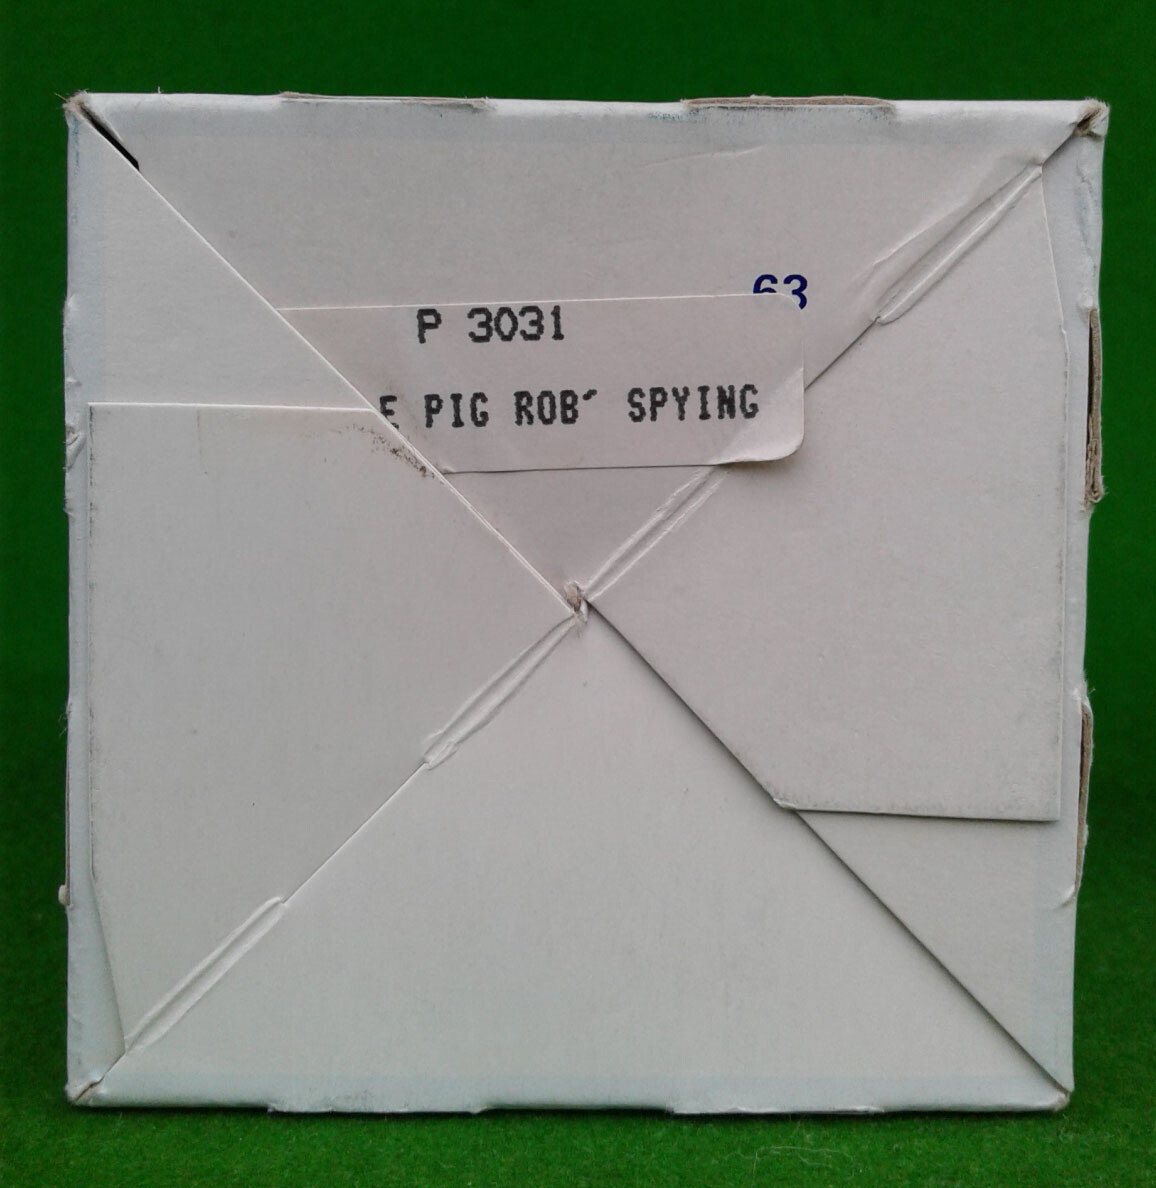 63
P 3031
E PIG ROB´ SPYING